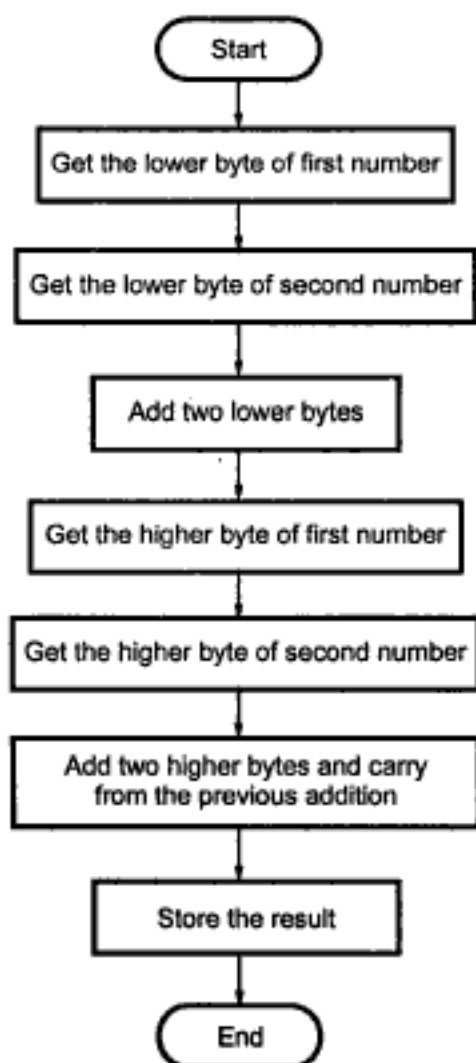 Start
Get the lower byte of first number
Get the lower byte of second number
Add two lower bytes
Get the higher byte of first number
Get the higher byte of second number
Add two higher bytes and carry
from the previous addition
Store the result
End